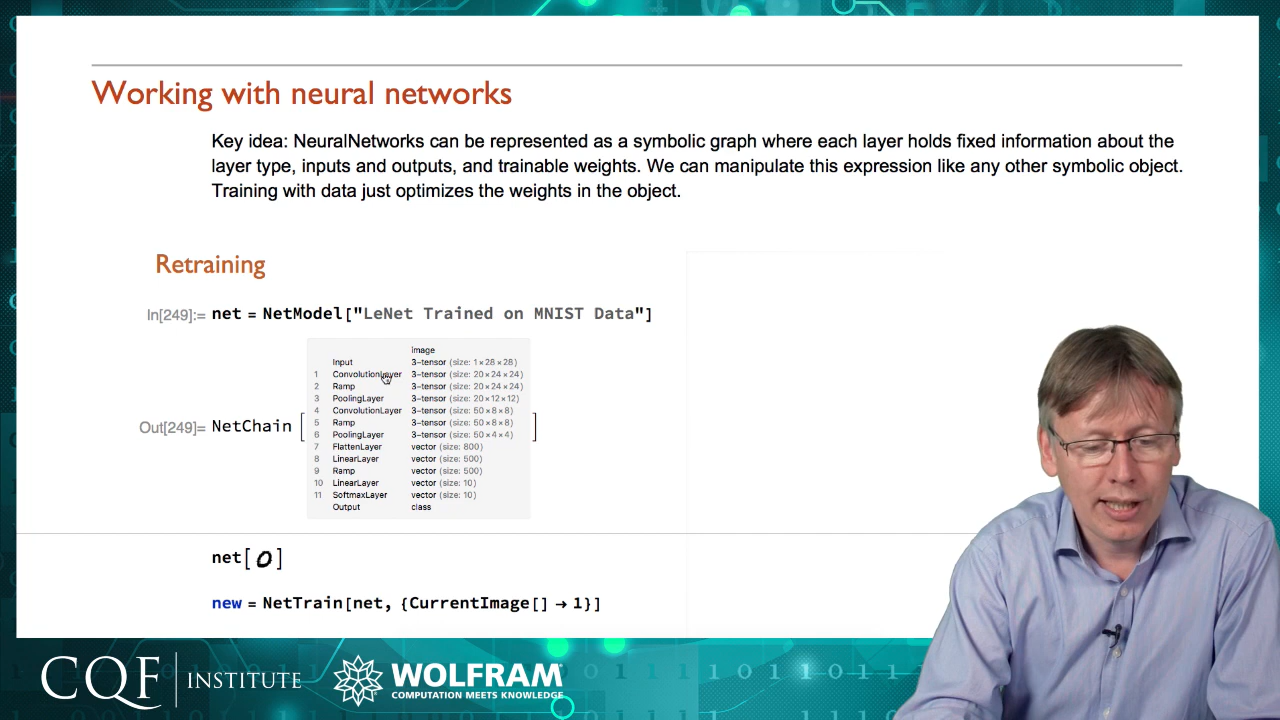 Working with neural networks
Key idea: NeuralNetworks can be represented as a symbolic graph where each layer holds fixed information about the
layer type, inputs and outputs, and trainable weights. We can manipulate this expression like any other symbolic object.
Training with data just optimizes the weights in the object.
Retraining
In[249]:= net = NetModel["LeNet Trained on MNIST Data"]
image
Input 3-tensor (size: 1×28×28)
1 ConvolutionLayer 3-tensor (size: 20×24×24)
2 Ramp 3-tensor (size: 20×24×24)
3 PoolingLayer 3-tensor (size: 20×12×12)
4 ConvolutionLayer 3-tensor (size: 50×8×8)
5 Ramp 3-tensor (size: 50×8×8)
Out[249]= NetChain [ ]
6 PoolingLayer 3-tensor (size: 50×4×4)
7 FlattenLayer vector (size: 800)
8 LinearLayer vector (size: 500)
9 Ramp vector (size: 500)
10 LinearLayer vector (size: 10)
11 SoftmaxLayer vector (size: 10)
Output class
net[0]
new = NetTrain[net, {CurrentImage[] → 1}]
CQF INSTITUTE
WOLFRAM
COMPUTATION MEETS KNOWLEDGE